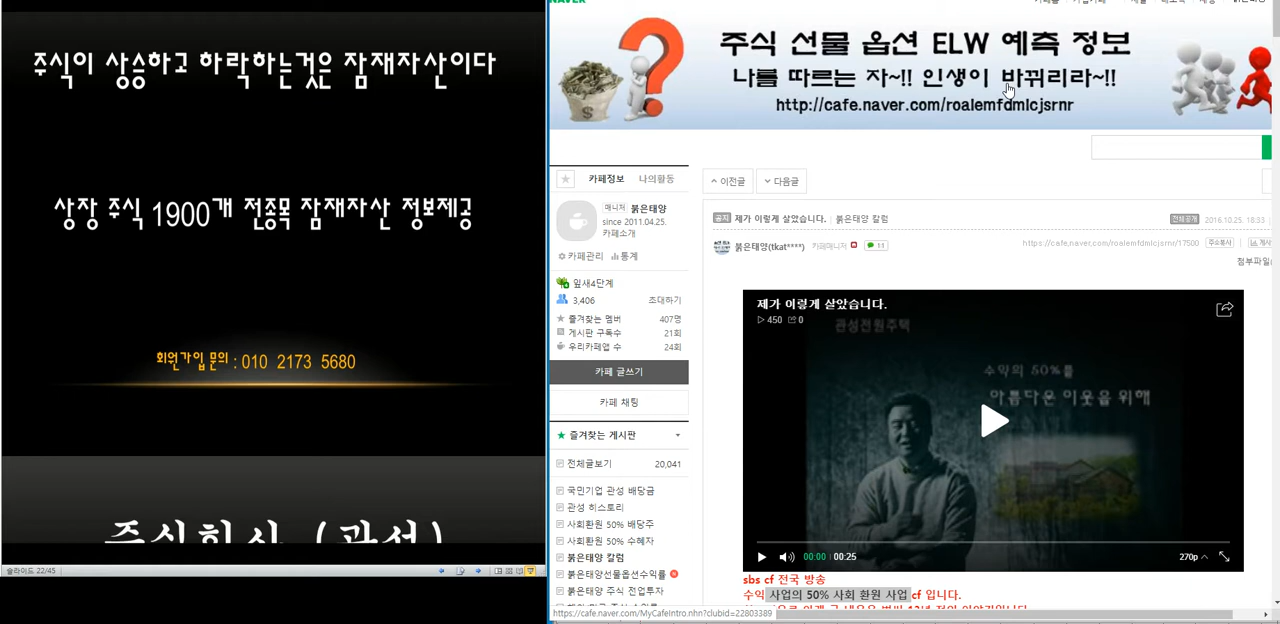 주식이 상승하고 하락하는것은 잠재자산이다
상장 주식 1900개 전종목 잠재자산 정보제공
회원가입 문의 : 010 2173 5680
주식회사 (관성)
슬라이드 22/45
NAVER
주식 선물 옵션 ELW 예측 정보
나를 따르는 자~!! 인생이 바뀌리라~!!
http://cafe.naver.com/roalemfdmlcjsrnr
카페정보 나의활동
매니저 붉은태양
since 2011.04.25.
카페소개
카페관리 통계
잎새4단계
3,406 초대하기
즐겨찾는 멤버 407명
게시판 구독수 21회
우리카페앱 수 24회
카페 글쓰기
카페 채팅
즐겨찾는 게시판
전체글보기 20,041
국민기업 관성 배당금
관성 히스토리
사회환원 50% 배당주
사회환원 50% 수혜자
붉은태양 칼럼
붉은태양선물옵션수익률
붉은태양 주식 전업투자
이전글 다음글
공지 제가 이렇게 살았습니다. 붉은태양 칼럼
전체공개 2016.10.25. 18:33
붉은태양(tkat****) 카페매니저 11
https://cafe.naver.com/roalemfdmlcjsrnr/17500 주소복사
첨부파일
제가 이렇게 살았습니다.
450 0
관성전원주택
수익의 50%를
아름다운 이웃을 위해
00:00 00:25 270p
sbs cf 전국 방송
수익 사업의 50% 사회 환원 사업 cf 입니다.
https://cafe.naver.com/MyCafeIntro.nhn?clubid=22803389